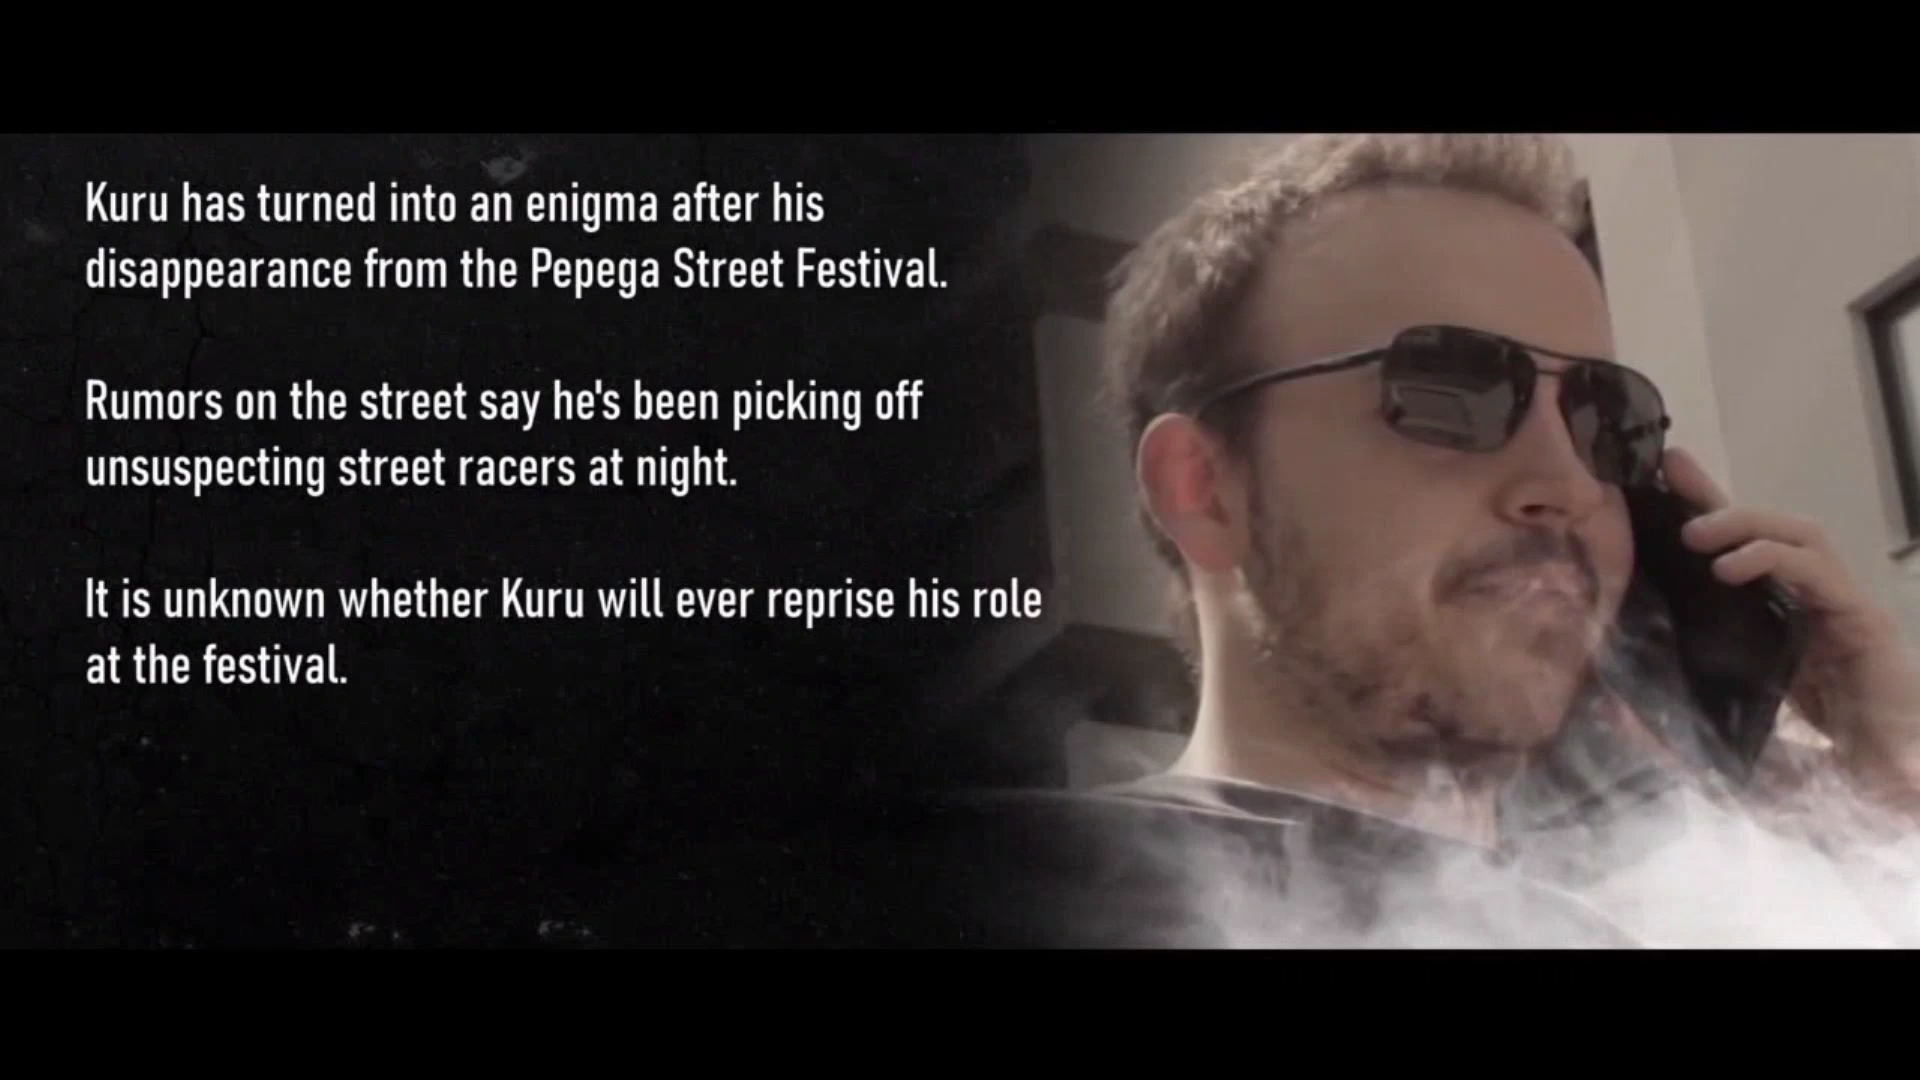 Kuru has turned into an enigma after his
disappearance from the Pepega Street Festival.
Rumors on the street say he's been picking off
unsuspecting street racers at night.
It is unknown whether Kuru will ever reprise his role
at the festival.